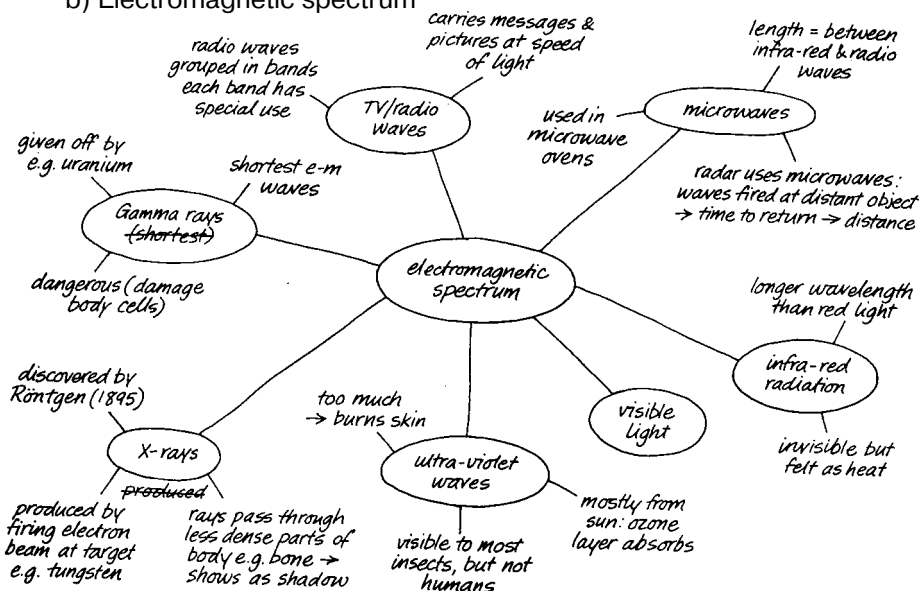 b) Electromagnetic spectrum
radio waves
grouped in bands
each band has
special use
carries messages &
pictures at speed
of light
TV/radio
waves
length = between
infra-red & radio
waves
used in
microwave
ovens
microwaves
radar uses microwaves:
waves fired at distant object
→ time to return → distance
given off by
e.g. uranium
shortest e-m
waves
Gamma rays
(shortest)
dangerous (damage
body cells)
electromagnetic
spectrum
longer wavelength
than red light
infra-red
radiation
invisible but
felt as heat
discovered by
Röntgen (1895)
X-rays
produced
produced by
firing electron
beam at target
e.g. tungsten
rays pass through
less dense parts of
body e.g. bone →
shows as shadow
too much
→ burns skin
ultra-violet
waves
visible to most
insects, but not
humans
mostly from
sun: ozone
layer absorbs
visible
light